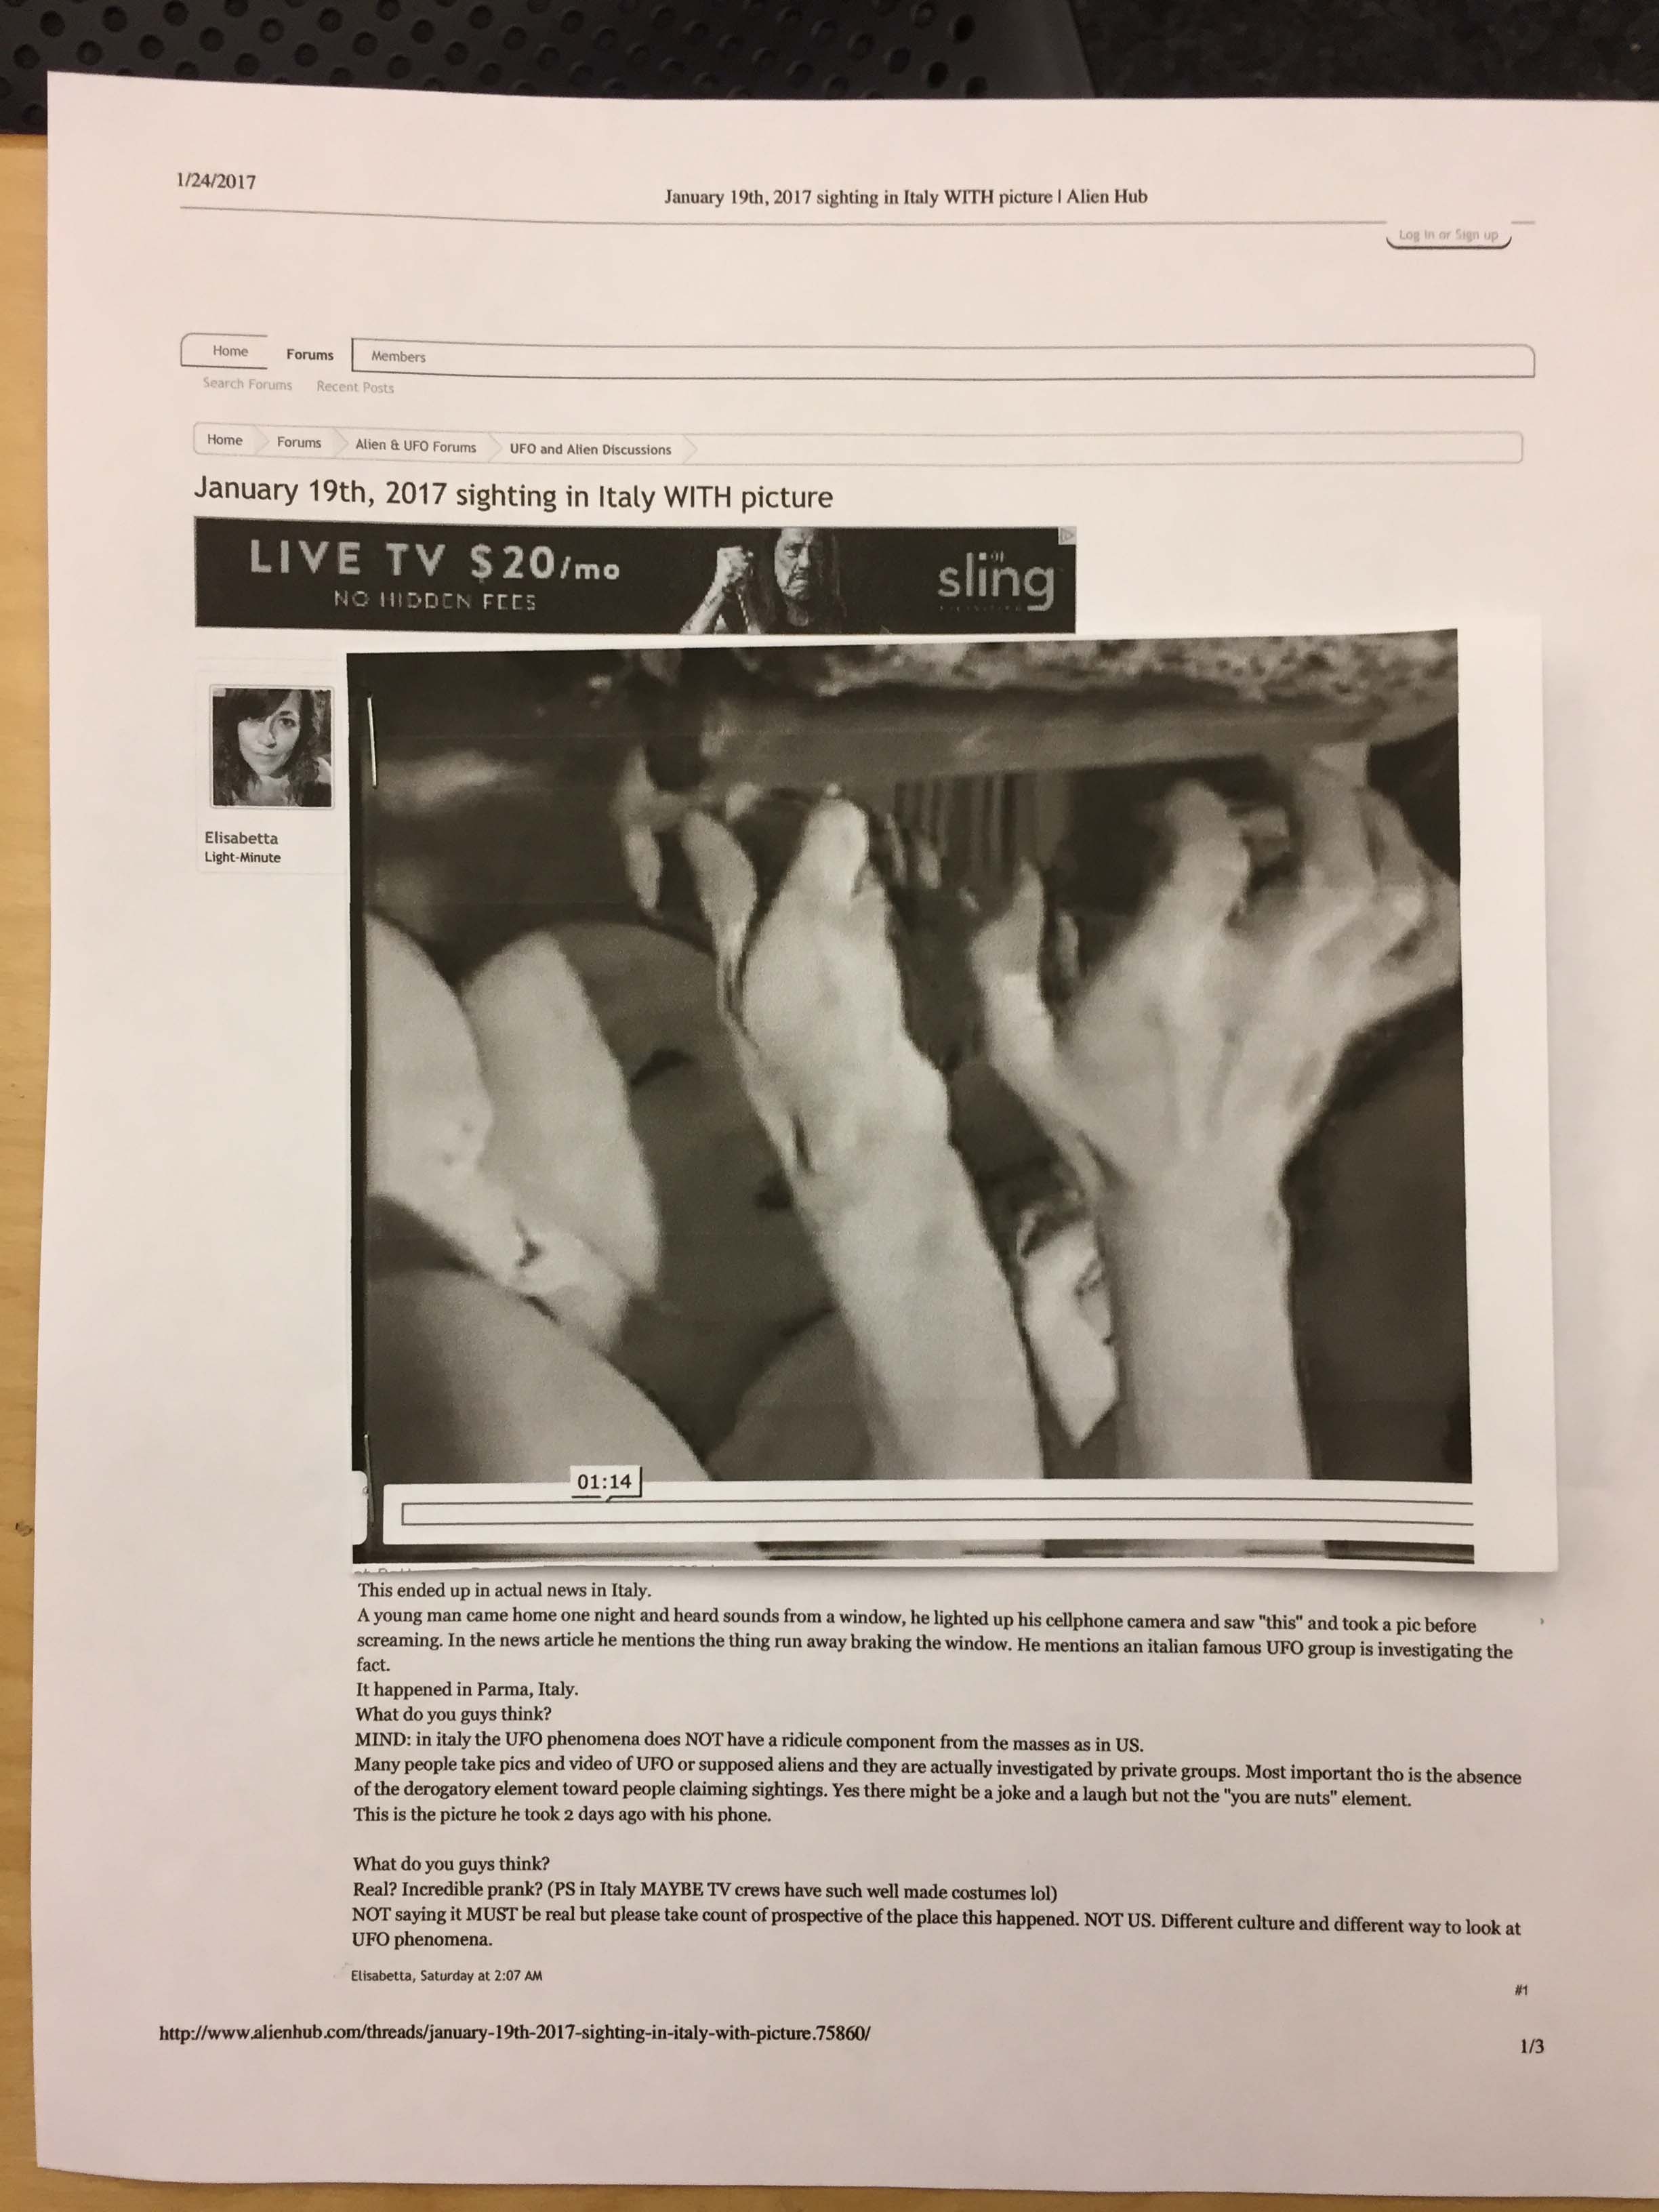 1/24/2017
January 19th, 2017 sighting in Italy WITH picture | Alien Hub
Log in or Sign up
Home Forums Members
Search Forums Recent Posts
Home Forums Alien & UFO Forums UFO and Alien Discussions
January 19th, 2017 sighting in Italy WITH picture
LIVE TV $20/mo
NO HIDDEN FEES
sling
Elisabetta
Light-Minute
01:14
This ended up in actual news in Italy.
A young man came home one night and heard sounds from a window, he lighted up his cellphone camera and saw "this" and took a pic before
screaming. In the news article he mentions the thing run away braking the window. He mentions an italian famous UFO group is investigating the
fact.
It happened in Parma, Italy.
What do you guys think?
MIND: in italy the UFO phenomena does NOT have a ridicule component from the masses as in US.
Many people take pics and video of UFO or supposed aliens and they are actually investigated by private groups. Most important tho is the absence
of the derogatory element toward people claiming sightings. Yes there might be a joke and a laugh but not the "you are nuts" element.
This is the picture he took 2 days ago with his phone.
What do you guys think?
Real? Incredible prank? (PS in Italy MAYBE TV crews have such well made costumes lol)
NOT saying it MUST be real but please take count of prospective of the place this happened. NOT US. Different culture and different way to look at
UFO phenomena.
Elisabetta, Saturday at 2:07 AM
#1
http://www.alienhub.com/threads/january-19th-2017-sighting-in-italy-with-picture.75860/
1/3